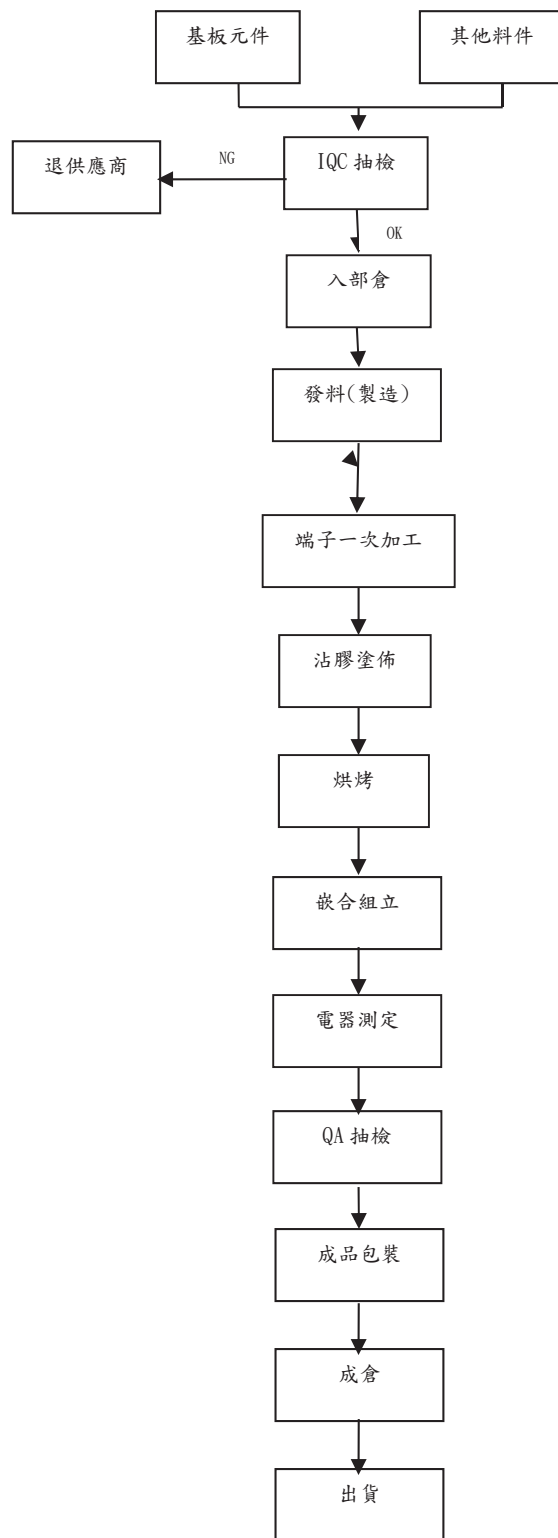 基板元件
其他料件
退供應商
NG
IQC 抽檢
OK
入部倉
發料(製造)
端子一次加工
沾膠塗佈
烘烤
嵌合組立
電器測定
QA 抽檢
成品包裝
成倉
出貨